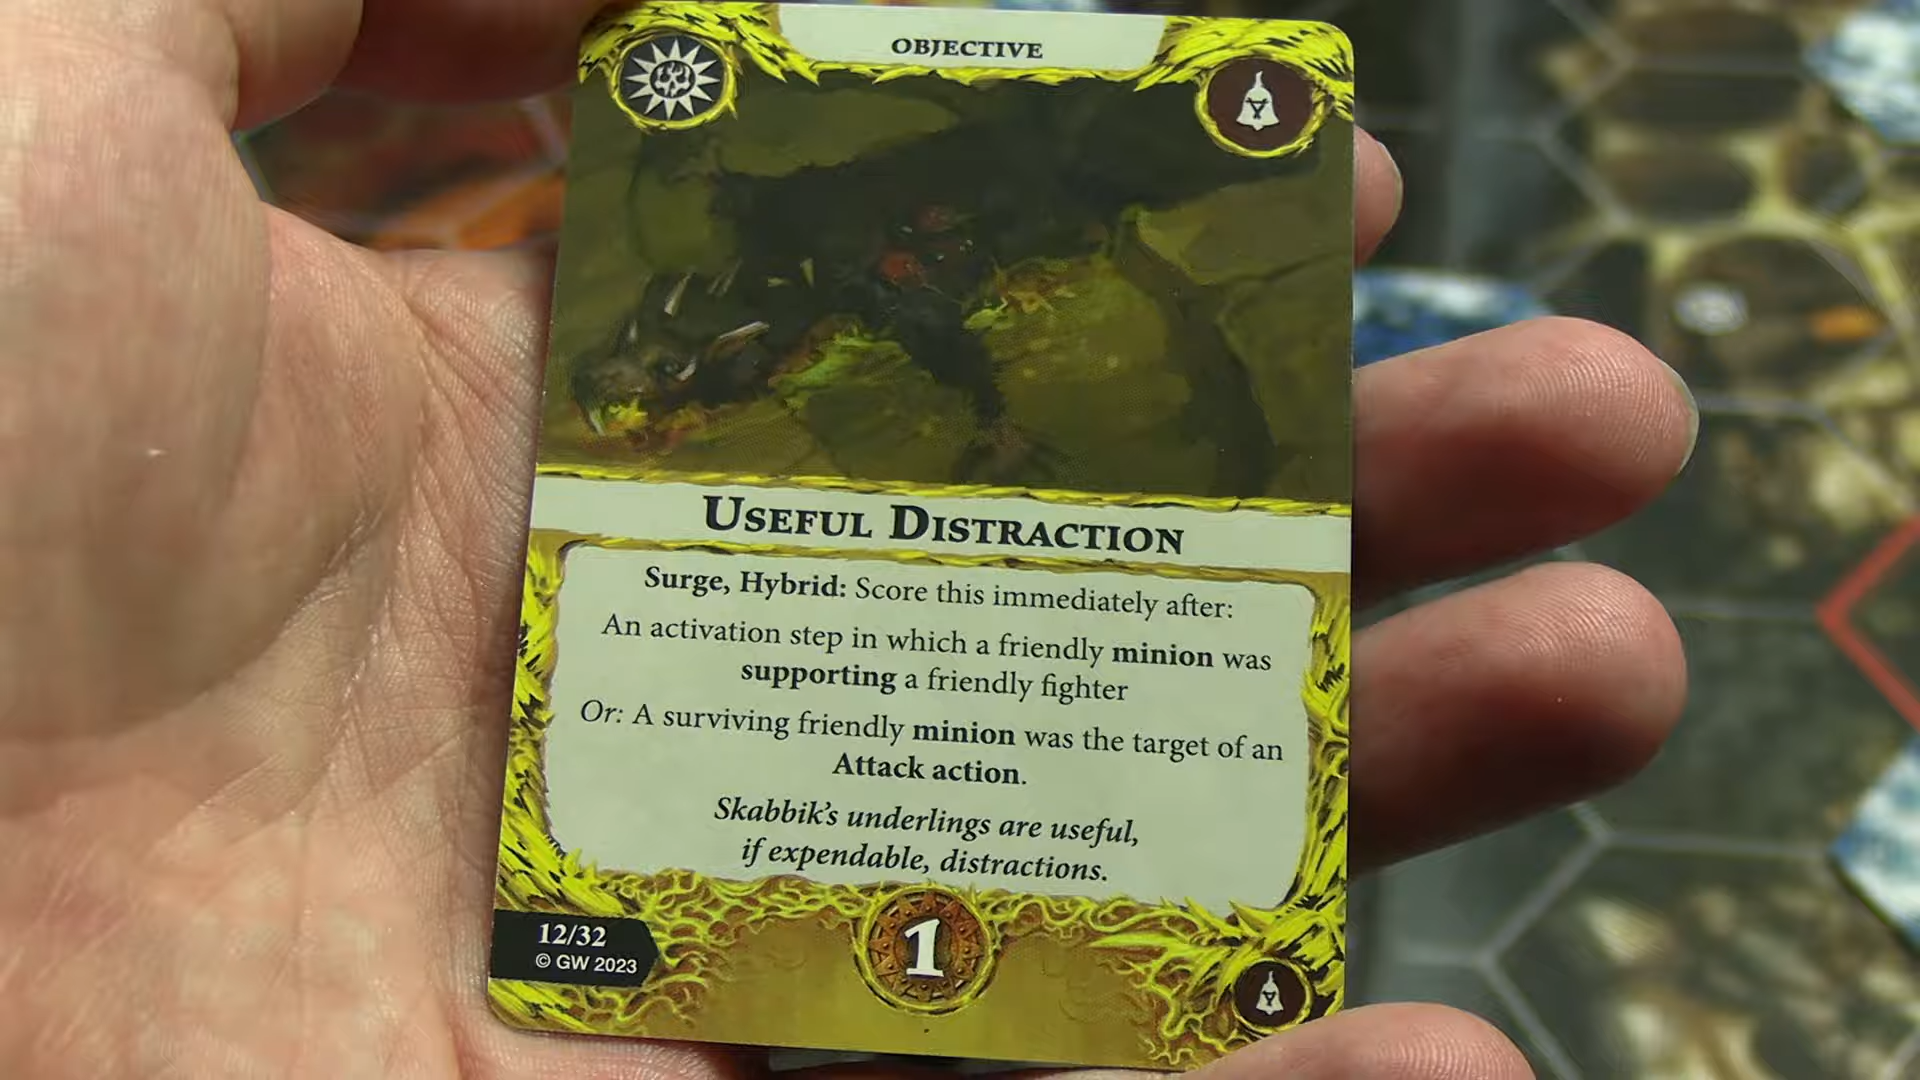 OBJECTIVE
USEFUL DISTRACTION
Surge, Hybrid: Score this immediately after:
An activation step in which a friendly minion was
supporting a friendly fighter
Or: A surviving friendly minion was the target of an
Attack action.
Skabbik's underlings are useful,
if expendable, distractions.
12/32
© GW 2023
1